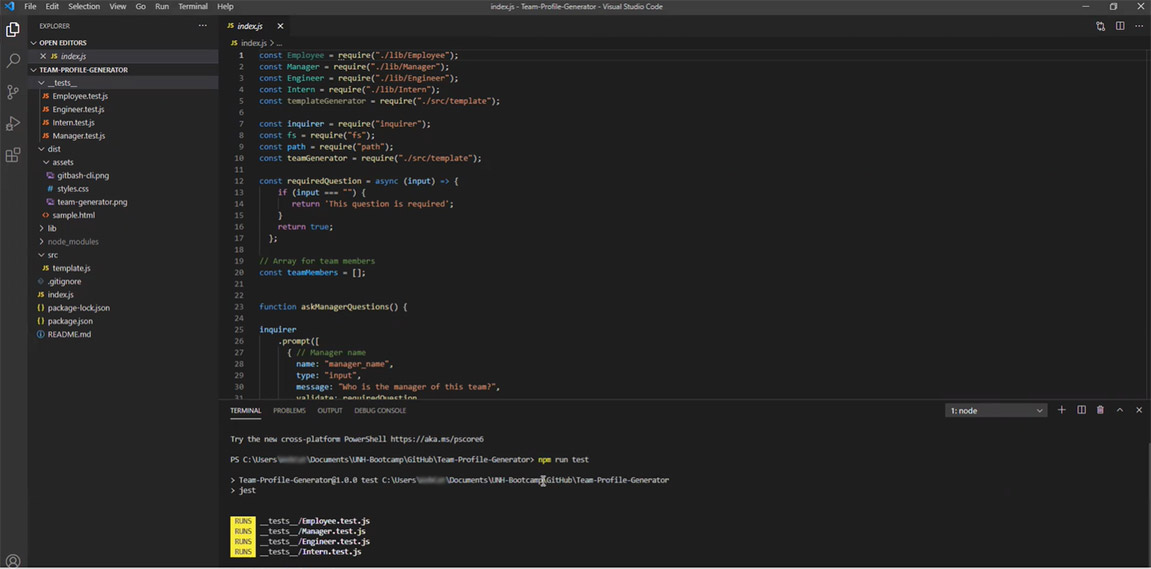 File Edit Selection View Go Run Terminal Help
index.js - Team-Profile-Generator - Visual Studio Code
EXPLORER
OPEN EDITORS
index.js
TEAM-PROFILE-GENERATOR
__tests__
Employee.test.js
Engineer.test.js
Intern.test.js
Manager.test.js
dist
assets
gitbash-cli.png
styles.css
team-generator.png
sample.html
lib
node_modules
src
template.js
.gitignore
index.js
package-lock.json
package.json
README.md
JS index.js
JS index.js > ...
1 const Employee = require("./lib/Employee");
2 const Manager = require("./lib/Manager");
3 const Engineer = require("./lib/Engineer");
4 const Intern = require("./lib/Intern");
5 const templateGenerator = require("./src/template");
6
7 const inquirer = require("inquirer");
8 const fs = require("fs");
9 const path = require("path");
10 const teamGenerator = require("./src/template");
11
12 const requiredQuestion = async (input) => {
13 if (input === "") {
14 return 'This question is required';
15 }
16 return true;
17 };
18
19 // Array for team members
20 const teamMembers = [];
21
22
23 function askManagerQuestions() {
24
25 inquirer
26 .prompt([
27 { // Manager name
28 name: "manager_name",
29 type: "input",
30 message: "Who is the manager of this team?",
validate: requiredQuestion
TERMINAL PROBLEMS OUTPUT DEBUG CONSOLE
1: node
Try the new cross-platform PowerShell https://aka.ms/pscore6
PS C:\Users\ \Documents\UNH-Bootcamp\GitHub\Team-Profile-Generator> npm run test
> Team-Profile-Generator@1.0.0 test C:\Users\ \Documents\UNH-Bootcamp\GitHub\Team-Profile-Generator
> jest
RUNS __tests__/Employee.test.js
RUNS __tests__/Manager.test.js
RUNS __tests__/Engineer.test.js
RUNS __tests__/Intern.test.js